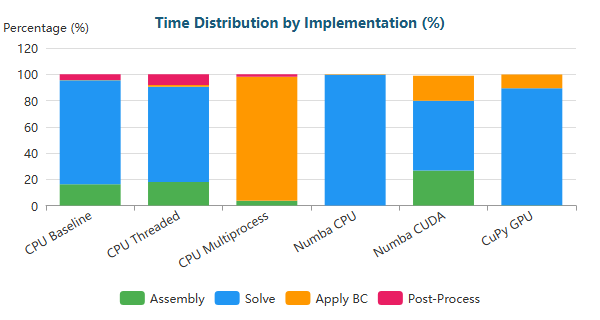 Time Distribution by Implementation (%)
Percentage (%)
120
100
80
60
40
20
0
CPU Baseline
CPU Threaded
CPU Multiprocess
Numba CPU
Numba CUDA
CuPy GPU
Assembly Solve Apply BC Post-Process